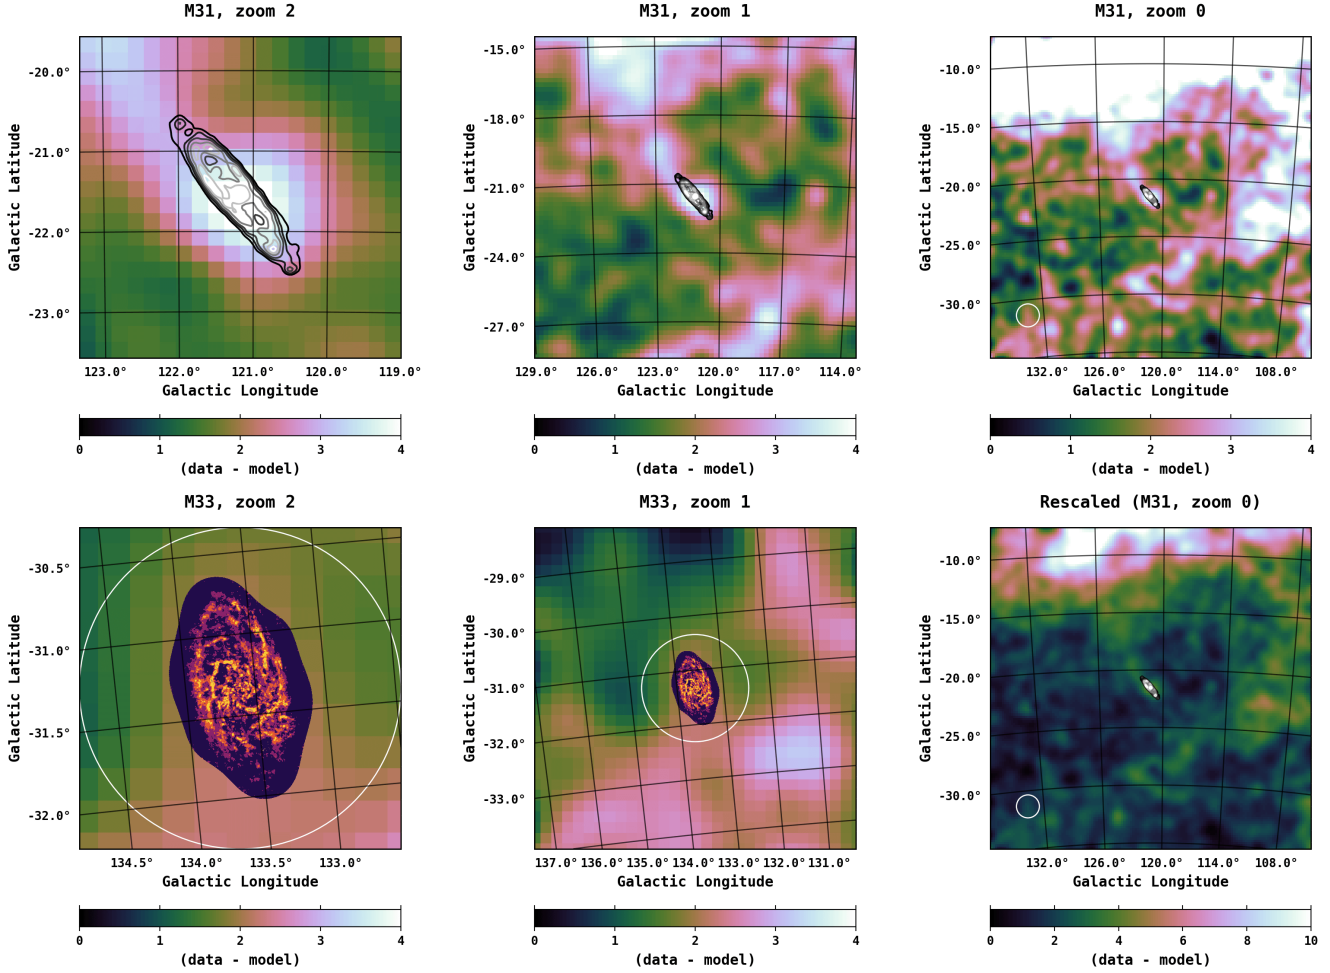 M31, zoom 2
M31, zoom 1
M31, zoom 0
Galactic Latitude
-20.0°
-21.0°
-22.0°
-23.0°
123.0° 122.0° 121.0° 120.0° 119.0°
Galactic Longitude
0 1 2 3 4
(data - model)
Galactic Latitude
-15.0°
-18.0°
-21.0°
-24.0°
-27.0°
129.0° 126.0° 123.0° 120.0° 117.0° 114.0°
Galactic Longitude
0 1 2 3 4
(data - model)
Galactic Latitude
-10.0°
-15.0°
-20.0°
-25.0°
-30.0°
132.0° 126.0° 120.0° 114.0° 108.0°
Galactic Longitude
0 1 2 3 4
(data - model)
M33, zoom 2
M33, zoom 1
Rescaled (M31, zoom 0)
Galactic Latitude
-30.5°
-31.0°
-31.5°
-32.0°
134.5° 134.0° 133.5° 133.0°
Galactic Longitude
0 1 2 3 4
(data - model)
Galactic Latitude
-29.0°
-30.0°
-31.0°
-32.0°
-33.0°
137.0° 136.0° 135.0° 134.0° 133.0° 132.0° 131.0°
Galactic Longitude
0 1 2 3 4
(data - model)
Galactic Latitude
-10.0°
-15.0°
-20.0°
-25.0°
-30.0°
132.0° 126.0° 120.0° 114.0° 108.0°
Galactic Longitude
0 2 4 6 8 10
(data - model)